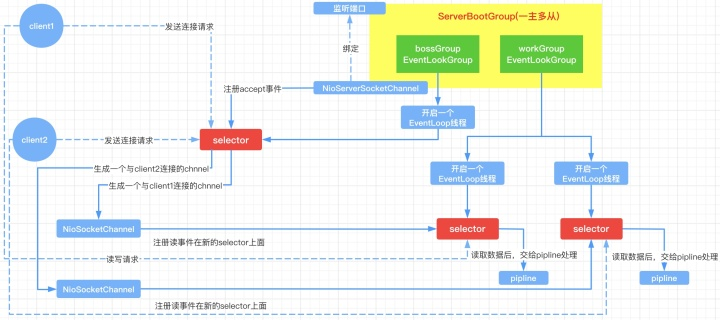 client1
发送连接请求
监听端口
ServerBootGroup(一主多从)
绑定
bossGroup
EventLookGroup
workGroup
EventLookGroup
注册accept事件
NIoServerSocketChannel
开启一个
EventLoop线程
client2
发送连接请求
selector
生成一个与client2连接的chnnel
生成一个与client1连接的chnnel
开启一个
EventLoop线程
开启一个
EventLoop线程
NIoSocketChannel
注册读事件在新的selector上面
selector
selector
读写请求
读取数据后，交给pipline处理
读取数据后，交给pipline处理
NIoSocketChannel
pipline
pipline
注册读事件在新的selector上面